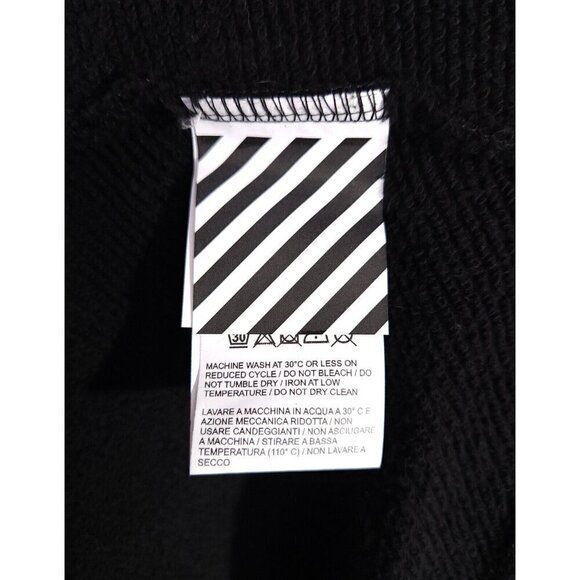 30
MACHINE WASH AT 30°C OR LESS ON
REDUCED CYCLE / DO NOT BLEACH / DO
NOT TUMBLE DRY / IRON AT LOW
TEMPERATURE / DO NOT DRY CLEAN
LAVARE A MACCHINA IN ACQUA A 30° C E
AZIONE MECCANICA RIDOTTA / NON
USARE CANDEGGIANTI / NON ASCIUGARE
A MACCHINA / STIRARE A BASSA
TEMPERATURA (110° C) / NON LAVARE A
SECCO